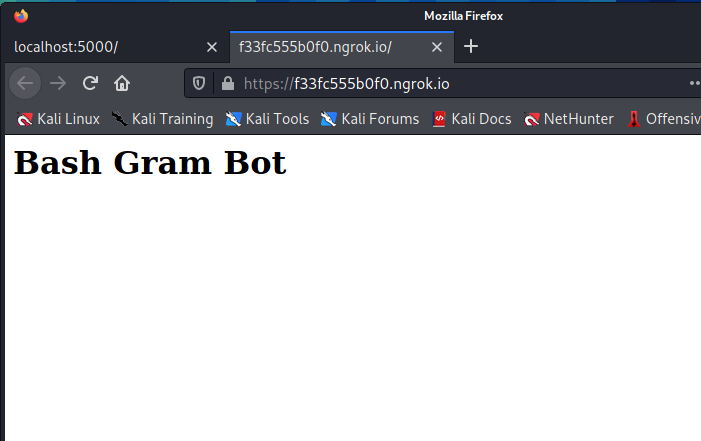 Mozilla Firefox
localhost:5000/
f33fc555b0f0.ngrok.io/
https://f33fc555b0f0.ngrok.io
Kali Linux Kali Training Kali Tools Kali Forums Kali Docs NetHunter Offensiv
Bash Gram Bot